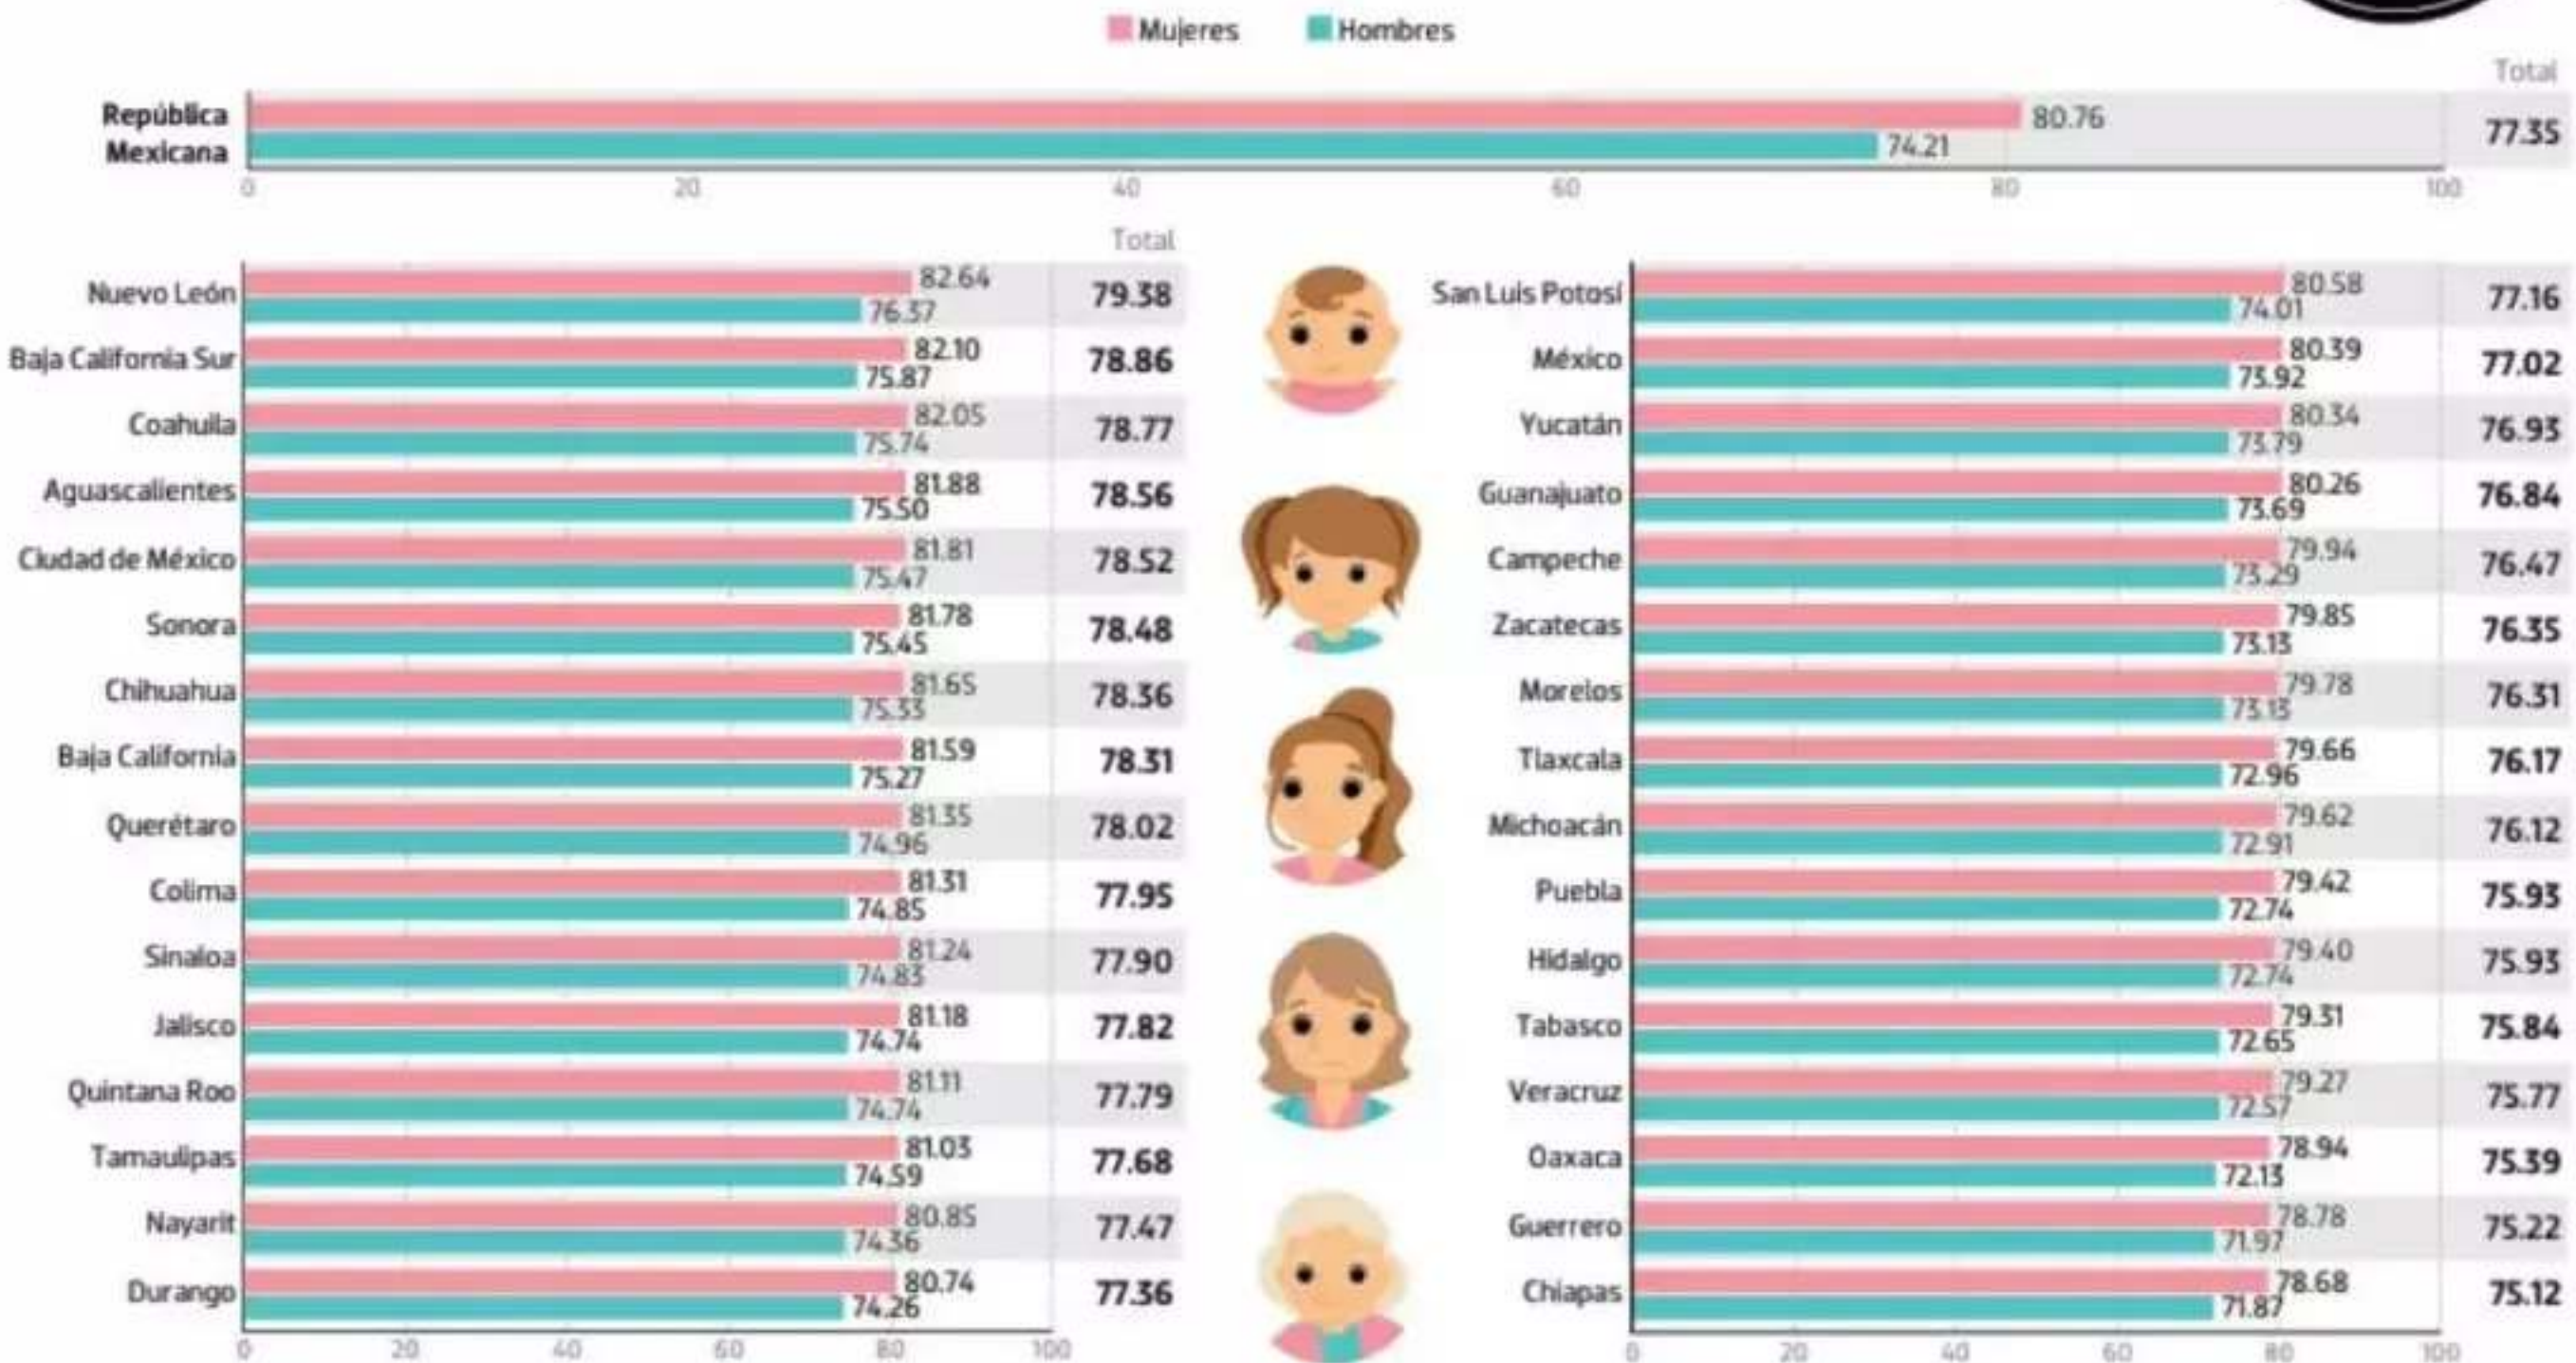 Mujeres Hombres
Total
República
Mexicana
80.76
74.21
77.35
0 20 40 60 80 100
Total
Nuevo León 82.64 76.37 79.38
Baja California Sur 82.10 75.87 78.86
Coahuila 82.05 75.74 78.77
Aguascalientes 81.88 75.50 78.56
Ciudad de México 81.81 75.47 78.52
Sonora 81.78 75.45 78.48
Chihuahua 81.65 75.33 78.36
Baja California 81.59 75.27 78.31
Querétaro 81.35 74.96 78.02
Colima 81.31 74.85 77.95
Sinaloa 81.24 74.83 77.90
Jalisco 81.18 74.74 77.82
Quintana Roo 81.11 74.74 77.79
Tamaulipas 81.03 74.59 77.68
Nayarit 80.85 74.36 77.47
Durango 80.74 74.26 77.36
0 20 40 60 80 100
San Luis Potosí 80.58 74.01 77.16
México 80.39 73.92 77.02
Yucatán 80.34 73.79 76.93
Guanajuato 80.26 73.69 76.84
Campeche 79.94 73.29 76.47
Zacatecas 79.85 73.13 76.35
Morelos 79.78 73.13 76.31
Tlaxcala 79.66 72.96 76.17
Michoacán 79.62 72.91 76.12
Puebla 79.42 72.74 75.93
Hidalgo 79.40 72.74 75.93
Tabasco 79.31 72.65 75.84
Veracruz 79.27 72.57 75.77
Oaxaca 78.94 72.13 75.39
Guerrero 78.78 71.97 75.22
Chiapas 78.68 71.87 75.12
0 20 40 60 80 100